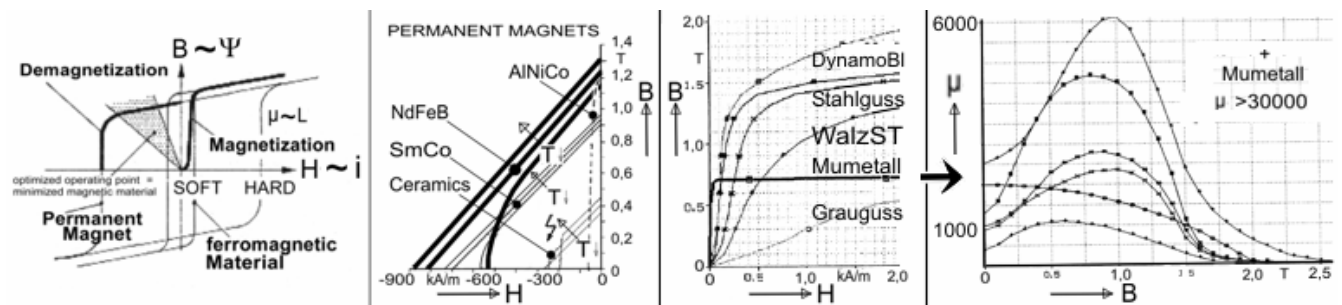 B ~ Ψ
Demagnetization
μ~L
Magnetization
H ~ i
optimized operating point =
minimized magnetic material
SOFT
HARD
Permanent
Magnet
ferromagnetic
Material
PERMANENT MAGNETS
1,4
T
1,2
1,0
0,8
0,6
0,4
0,2
0
B
AlNiCo
NdFeB
SmCo
Ceramics
T↓
T↓
T↓
-900
kA/m
-600
-300
0
H
2,0
T
1.5
1.0
0.5
0
B
DynamoBl
Stahlguss
WalzST
Mumetall
Grauguss
0
0.5
kA/m
1,0
2,0
H
6000
μ
1000
+
Mumetall
μ >30000
0
0.5
1,0
1 5
2,0
T
2,5
B